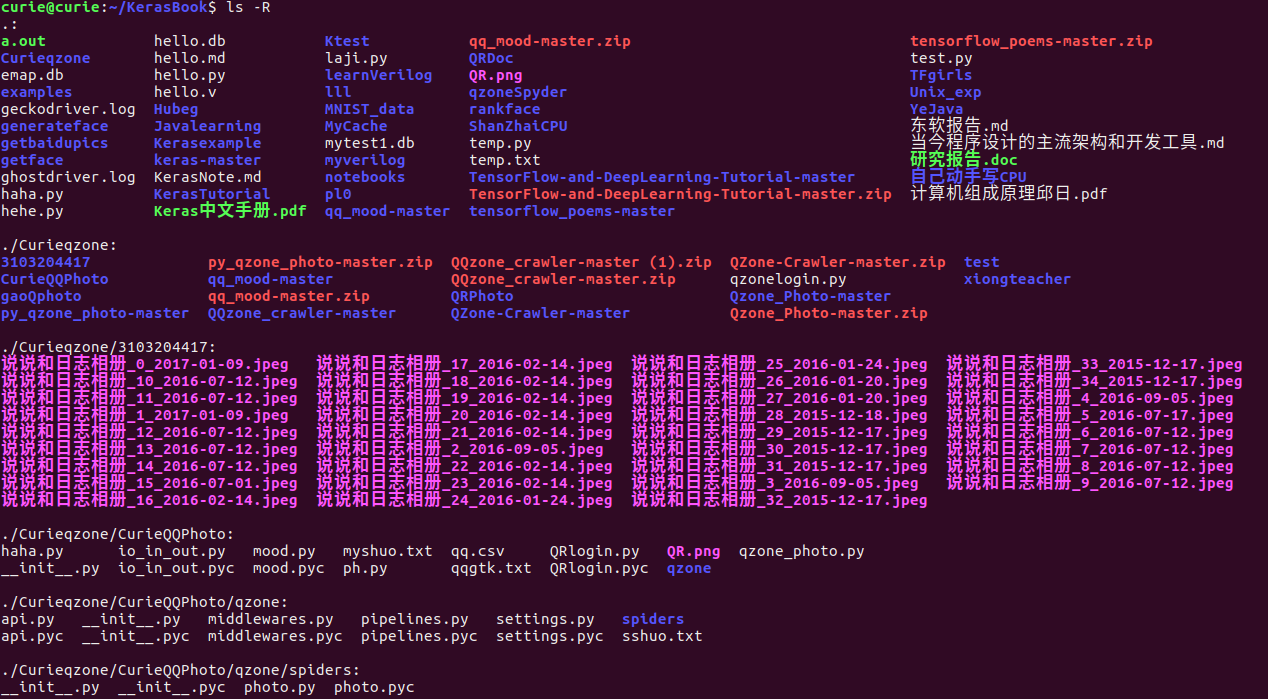 curie@curie:~/KerasBook$ ls -R
.:
a.out hello.db Ktest qq_mood-master.zip tensorflow_poems-master.zip
Curieqzone hello.md laji.py QRDoc test.py
emap.db hello.py learnVerilog QR.png TFgirls
examples hello.v lll qzoneSpyder Unix_exp
geckodriver.log Hubeg MNIST_data rankface YeJava
generateface Javalearning MyCache ShanZhaiCPU 东软报告.md
getbaidupics Kerasexample mytest1.db temp.py 当今程序设计的主流架构和开发工具.md
getface keras-master myverilog temp.txt 研究报告.doc
ghostdriver.log KerasNote.md notebooks TensorFlow-and-DeepLearning-Tutorial-master 自己动手写CPU
haha.py KerasTutorial pl0 TensorFlow-and-DeepLearning-Tutorial-master.zip 计算机组成原理邱日.pdf
hehe.py Keras中文手册.pdf qq_mood-master tensorflow_poems-master
./Curieqzone:
3103204417 py_qzone_photo-master.zip QQzone_crawler-master (1).zip QZone-Crawler-master.zip test
CurieQQPhoto qq_mood-master QQzone_crawler-master.zip qzonelogin.py xiongteacher
gaoQphoto qq_mood-master.zip QRPhoto Qzone_Photo-master
py_qzone_photo-master QQzone_crawler-master QZone-Crawler-master Qzone_Photo-master.zip
./Curieqzone/3103204417:
说说和日志相册_0_2017-01-09.jpeg 说说和日志相册_17_2016-02-14.jpeg 说说和日志相册_25_2016-01-24.jpeg 说说和日志相册_33_2015-12-17.jpeg
说说和日志相册_10_2016-07-12.jpeg 说说和日志相册_18_2016-02-14.jpeg 说说和日志相册_26_2016-01-20.jpeg 说说和日志相册_34_2015-12-17.jpeg
说说和日志相册_11_2016-07-12.jpeg 说说和日志相册_19_2016-02-14.jpeg 说说和日志相册_27_2016-01-20.jpeg 说说和日志相册_4_2016-09-05.jpeg
说说和日志相册_1_2017-01-09.jpeg 说说和日志相册_20_2016-02-14.jpeg 说说和日志相册_28_2015-12-18.jpeg 说说和日志相册_5_2016-07-17.jpeg
说说和日志相册_12_2016-07-12.jpeg 说说和日志相册_21_2016-02-14.jpeg 说说和日志相册_29_2015-12-17.jpeg 说说和日志相册_6_2016-07-12.jpeg
说说和日志相册_13_2016-07-12.jpeg 说说和日志相册_2_2016-09-05.jpeg 说说和日志相册_30_2015-12-17.jpeg 说说和日志相册_7_2016-07-12.jpeg
说说和日志相册_14_2016-07-12.jpeg 说说和日志相册_22_2016-02-14.jpeg 说说和日志相册_31_2015-12-17.jpeg 说说和日志相册_8_2016-07-12.jpeg
说说和日志相册_15_2016-07-01.jpeg 说说和日志相册_23_2016-02-14.jpeg 说说和日志相册_3_2016-09-05.jpeg 说说和日志相册_9_2016-07-12.jpeg
说说和日志相册_16_2016-02-14.jpeg 说说和日志相册_24_2016-01-24.jpeg 说说和日志相册_32_2015-12-17.jpeg
./Curieqzone/CurieQQPhoto:
haha.py io_in_out.py mood.py myshuo.txt qq.csv QRlogin.py QR.png qzone_photo.py
__init__.py io_in_out.pyc mood.pyc ph.py qqgtk.txt QRlogin.pyc qzone
./Curieqzone/CurieQQPhoto/qzone:
api.py __init__.py middlewares.py pipelines.py settings.py spiders
api.pyc __init__.pyc middlewares.pyc pipelines.pyc settings.pyc sshuo.txt
./Curieqzone/CurieQQPhoto/qzone/spiders:
__init__.py __init__.pyc photo.py photo.pyc